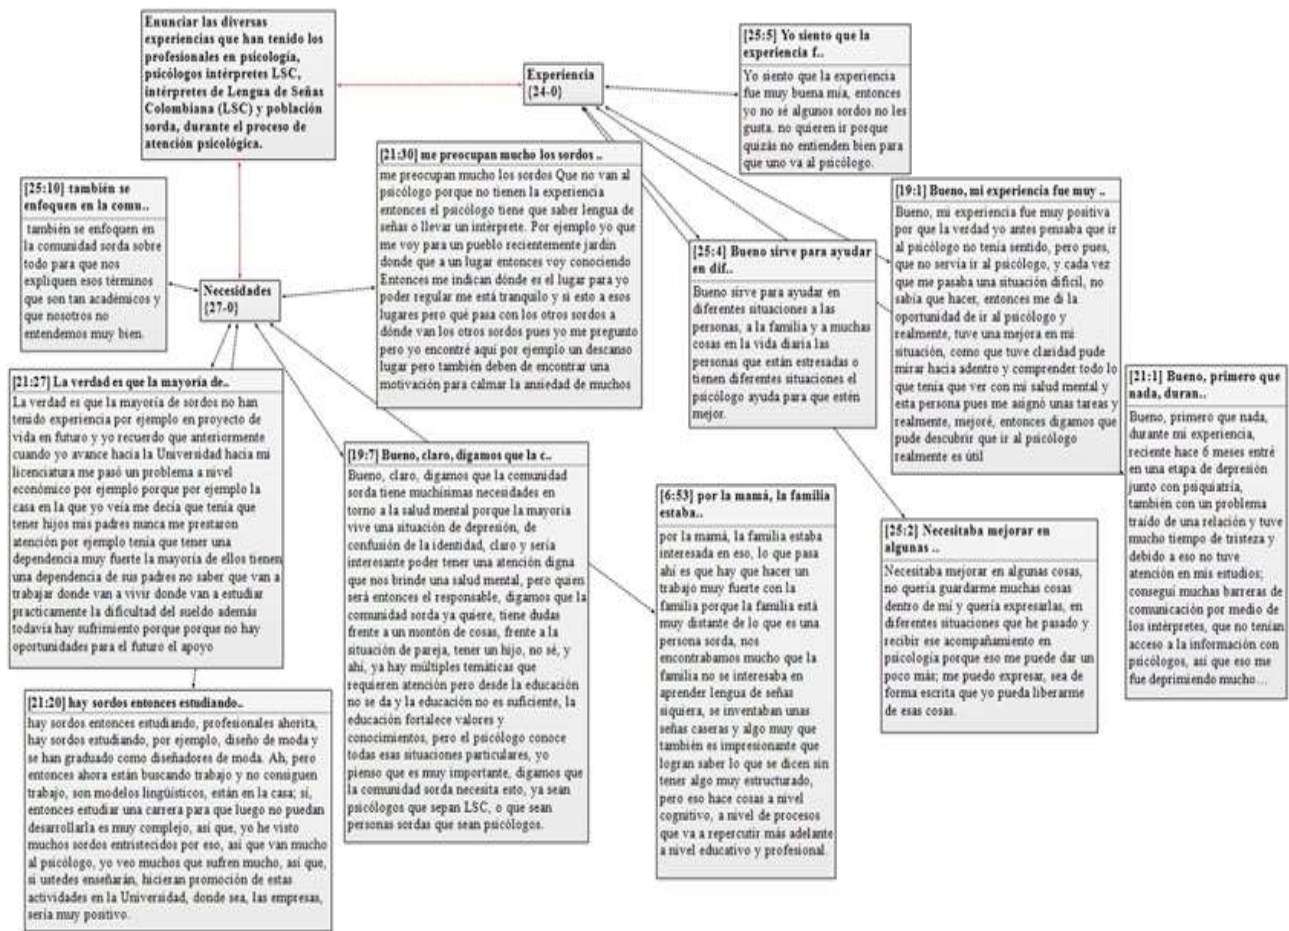 Enunciar las diversas
experiencias que han tenido los
profesionales en psicología,
psicólogos intérpretes LSC,
intérpretes de Lengua de Señas
Colombiana (LSC) y población
sorda, durante el proceso de
atención psicológica.
Experiencia
{24-0}
[25:5] Yo siento que la
experiencia f..
Yo siento que la experiencia
fue muy buena mía, entonces
yo no sé algunos sordos no les
gusta. no quieren ir porque
quizás no entienden bien para
que uno va al psicólogo.
[25:10] también se
enfoquen en la comu..
también se enfoquen en
la comunidad sorda sobre
todo para que nos
expliquen esos términos
que son tan académicos y
que nosotros no
entendemos muy bien.
Necesidades
{27-0}
[21:30] me preocupan mucho los sordos ..
me preocupan mucho los sordos Que no van al
psicólogo porque no tienen la experiencia
entonces el psicólogo tiene que saber lengua de
señas o llevar un intérprete. Por ejemplo yo que
me voy para un pueblo recientemente jardín
donde que a un lugar entonces voy conociendo
Entonces me indican dónde es el lugar para yo
poder regular me está tranquilo y si esto a esos
lugares pero qué pasa con los otros sordos a
dónde van los otros sordos pues yo me pregunto
pero yo encontré aquí por ejemplo un descanso
lugar pero también deben de encontrar una
motivación para calmar la ansiedad de muchos
[25:4] Bueno sirve para ayudar
en dif..
Bueno sirve para ayudar en
diferentes situaciones a las
personas, a la familia y a muchas
cosas en la vida diaria las
personas que están estresadas o
tienen diferentes situaciones el
psicólogo ayuda para que estén
mejor.
[19:1] Bueno, mi experiencia fue muy ..
Bueno, mi experiencia fue muy positiva
por que la verdad yo antes pensaba que ir
al psicólogo no tenía sentido, pero pues,
que no servía ir al psicólogo, y cada vez
que me pasaba una situación difícil, no
sabía que hacer, entonces me di la
oportunidad de ir al psicólogo y
realmente, tuve una mejora en mi
situación, como que tuve claridad pude
mirar hacia adentro y comprender todo lo
que tenía que ver con mi salud mental y
esta persona pues me asignó unas tareas y
realmente, mejoré, entonces digamos que
pude descubrir que ir al psicólogo
realmente es útil
[21:27] La verdad es que la mayoría de..
La verdad es que la mayoría de sordos no han
tenido experiencia por ejemplo en proyecto de
vida en futuro y yo recuerdo que anteriormente
cuando yo avance hacia la Universidad hacia mi
licenciatura me pasó un problema a nivel
económico por ejemplo porque por ejemplo la
casa en la que yo veía me decía que tenía que
tener hijos mis padres nunca me prestaron
atención por ejemplo tenía que tener una
dependencia muy fuerte la mayoría de ellos tienen
una dependencia de sus padres no saber que van a
trabajar donde van a vivir donde van a estudiar
practicamente la dificultad del sueldo además
todavía hay sufrimiento porque porque no hay
oportunidades para el futuro el apoyo
[19:7] Bueno, claro, digamos que la c..
Bueno, claro, digamos que la comunidad
sorda tiene muchísimas necesidades en
torno a la salud mental porque la mayoría
vive una situación de depresión, de
confusión de la identidad, claro y sería
interesante poder tener una atención digna
que nos brinde una salud mental, pero quien
será entonces el responsable, digamos que la
comunidad sorda ya quiere, tiene dudas
frente a un montón de cosas, frente a la
situación de pareja, tener un hijo, no sé, y
ahí, ya hay múltiples temáticas que
requieren atención pero desde la educación
no se da y la educación no es suficiente, la
educación fortalece valores y
conocimientos, pero el psicólogo conoce
todas esas situaciones particulares, yo
pienso que es muy importante, digamos que
la comunidad sorda necesita esto, ya sean
psicólogos que sepan LSC, o que sean
personas sordas que sean psicólogos.
[21:1] Bueno, primero que
nada, duran..
Bueno, primero que nada,
durante mi experiencia,
reciente hace 6 meses entré
en una etapa de depresión
junto con psiquiatría,
también con un problema
traído de una relación y tuve
mucho tiempo de tristeza y
debido a eso no tuve
atención en mis estudios;
conseguí muchas barreras de
comunicación por medio de
los intérpretes, que no tenían
acceso a la información con
psicólogos, así que eso me
fue deprimiendo mucho…
[6:53] por la mamá, la familia
estaba..
por la mamá, la familia estaba
interesada en eso, lo que pasa
ahí es que hay que hacer un
trabajo muy fuerte con la
familia porque la familia está
muy distante de lo que es una
persona sorda, nos
encontrábamos mucho que la
familia no se interesaba en
aprender lengua de señas
siquiera, se inventaban unas
señas caseras y algo muy que
también es impresionante que
logran saber lo que se dicen sin
tener algo muy estructurado,
pero eso hace cosas a nivel
cognitivo, a nivel de procesos
que va a repercutir más adelante
a nivel educativo y profesional.
[25:2] Necesitaba mejorar en
algunas ..
Necesitaba mejorar en algunas cosas,
no quería guardarme muchas cosas
dentro de mí y quería expresarlas, en
diferentes situaciones que he pasado y
recibir ese acompañamiento en
psicología porque eso me puede dar un
poco más; me puedo expresar, sea de
forma escrita que yo pueda liberarme
de esas cosas.
[21:20] hay sordos entonces estudiando..
hay sordos entonces estudiando, profesionales ahorita,
hay sordos estudiando, por ejemplo, diseño de moda y
se han graduado como diseñadores de moda. Ah, pero
entonces ahora están buscando trabajo y no consiguen
trabajo, son modelos lingüísticos, están en la casa; sí,
entonces estudiar una carrera para que luego no puedan
desarrollarla es muy complejo, así que, yo he visto
muchos sordos entristecidos por eso, así que van mucho
al psicólogo, yo veo muchos que sufren mucho, así que,
si ustedes enseñarán, hicieran promoción de estas
actividades en la Universidad, donde sea, las empresas,
sería muy positivo.